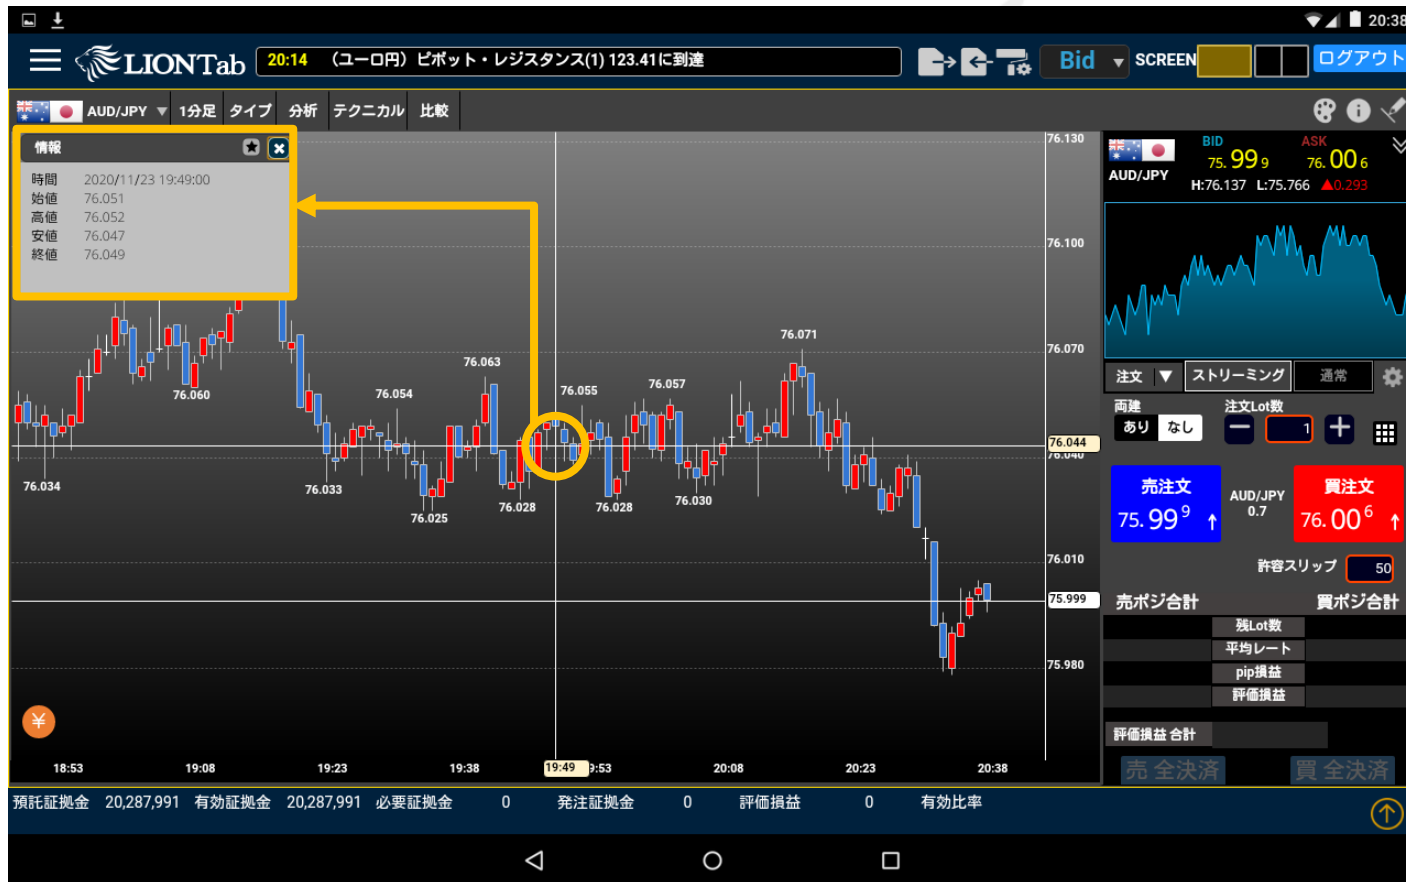 20:38
LIONTab
20:14 （ユーロ円）ピボット・レジスタンス(1) 123.41に到達
Bid
SCREEN
ログアウト
AUD/JPY 1分足 タイプ 分析 テクニカル 比較
情報
時間 2020/11/23 19:49:00
始値 76.051
高値 76.052
安値 76.047
終値 76.049
76.130
76.100
76.070
76.044
76.040
76.010
75.999
75.980
76.071
76.063
76.060
76.054
76.055
76.057
76.034
76.033
76.025
76.028
76.028
76.030
¥
18:53 19:08 19:23 19:38 19:49 9:53 20:08 20:23 20:38
AUD/JPY
BID
75.999
ASK
76.006
H:76.137 L:75.766 ▲0.293
注文 ▼ ストリーミング 通常
両建
あり なし
注文Lot数
1
売注文
75.999
AUD/JPY
0.7
買注文
76.006
許容スリップ 50
売ポジ合計 買ポジ合計
残Lot数
平均レート
pip損益
評価損益
評価損益 合計
売 全決済 買 全決済
預託証拠金 20,287,991 有効証拠金 20,287,991 必要証拠金 0 発注証拠金 0 評価損益 0 有効比率